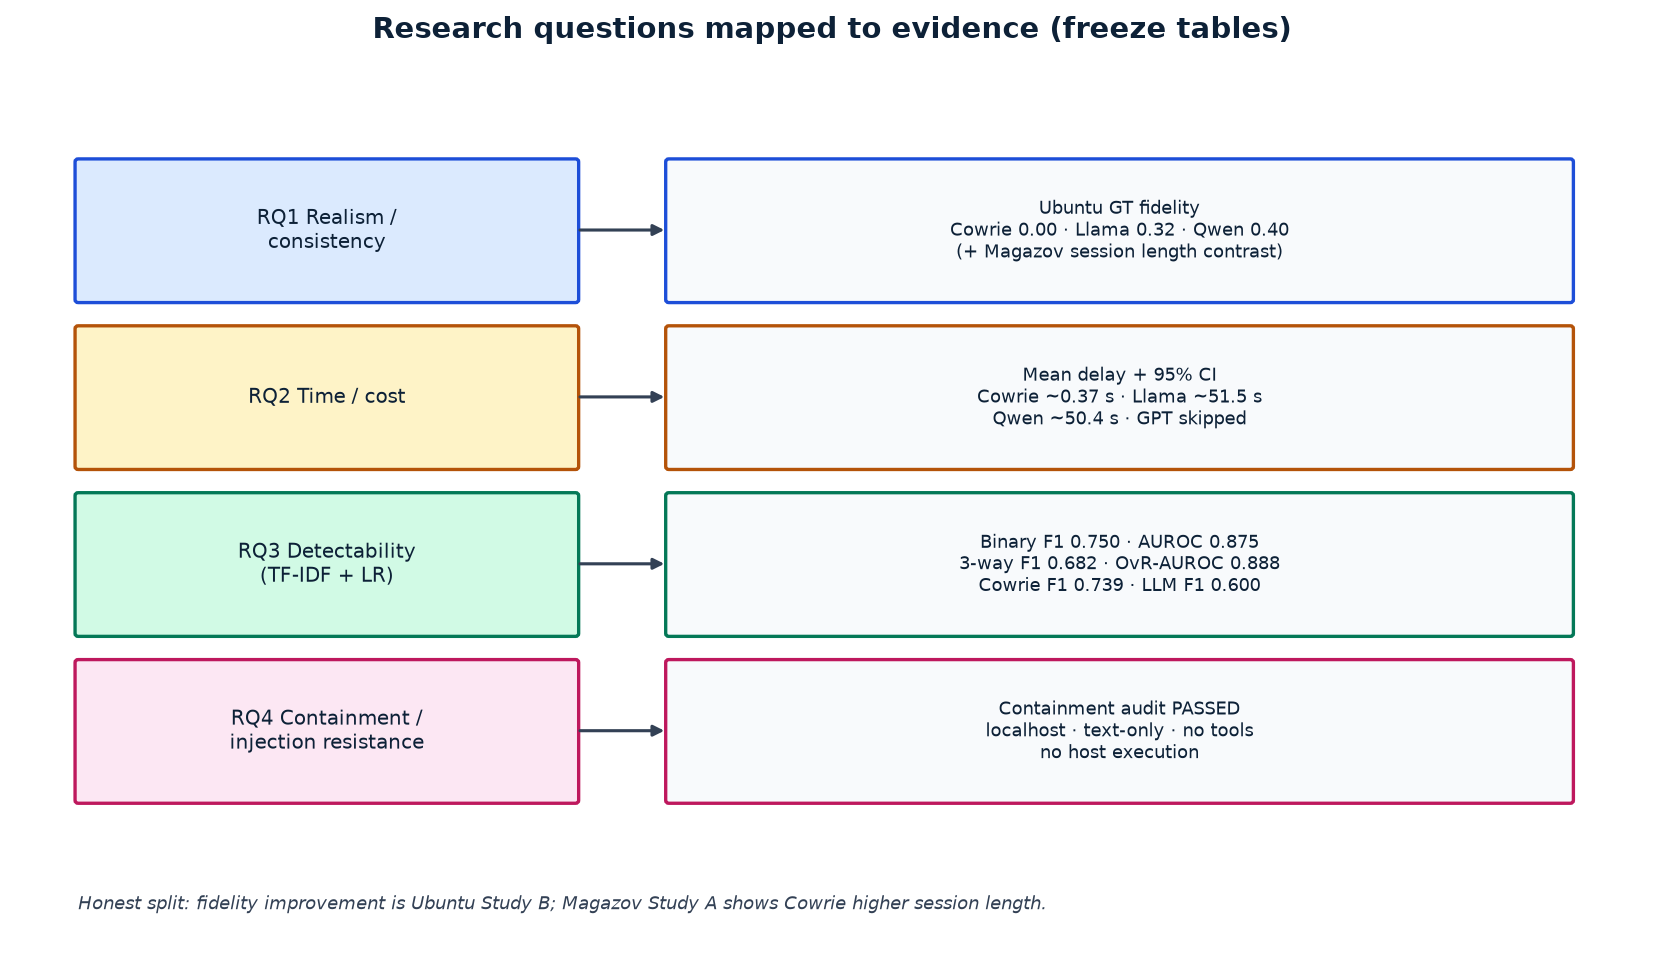 Research questions mapped to evidence (freeze tables)
RQ1 Realism /
consistency
Ubuntu GT fidelity
Cowrie 0.00 · Llama 0.32 · Qwen 0.40
(+ Magazov session length contrast)
RQ2 Time / cost
Mean delay + 95% CI
Cowrie ~0.37 s · Llama ~51.5 s
Qwen ~50.4 s · GPT skipped
RQ3 Detectability
(TF-IDF + LR)
Binary F1 0.750 · AUROC 0.875
3-way F1 0.682 · OvR-AUROC 0.888
Cowrie F1 0.739 · LLM F1 0.600
RQ4 Containment /
injection resistance
Containment audit PASSED
localhost · text-only · no tools
no host execution
Honest split: fidelity improvement is Ubuntu Study B; Magazov Study A shows Cowrie higher session length.